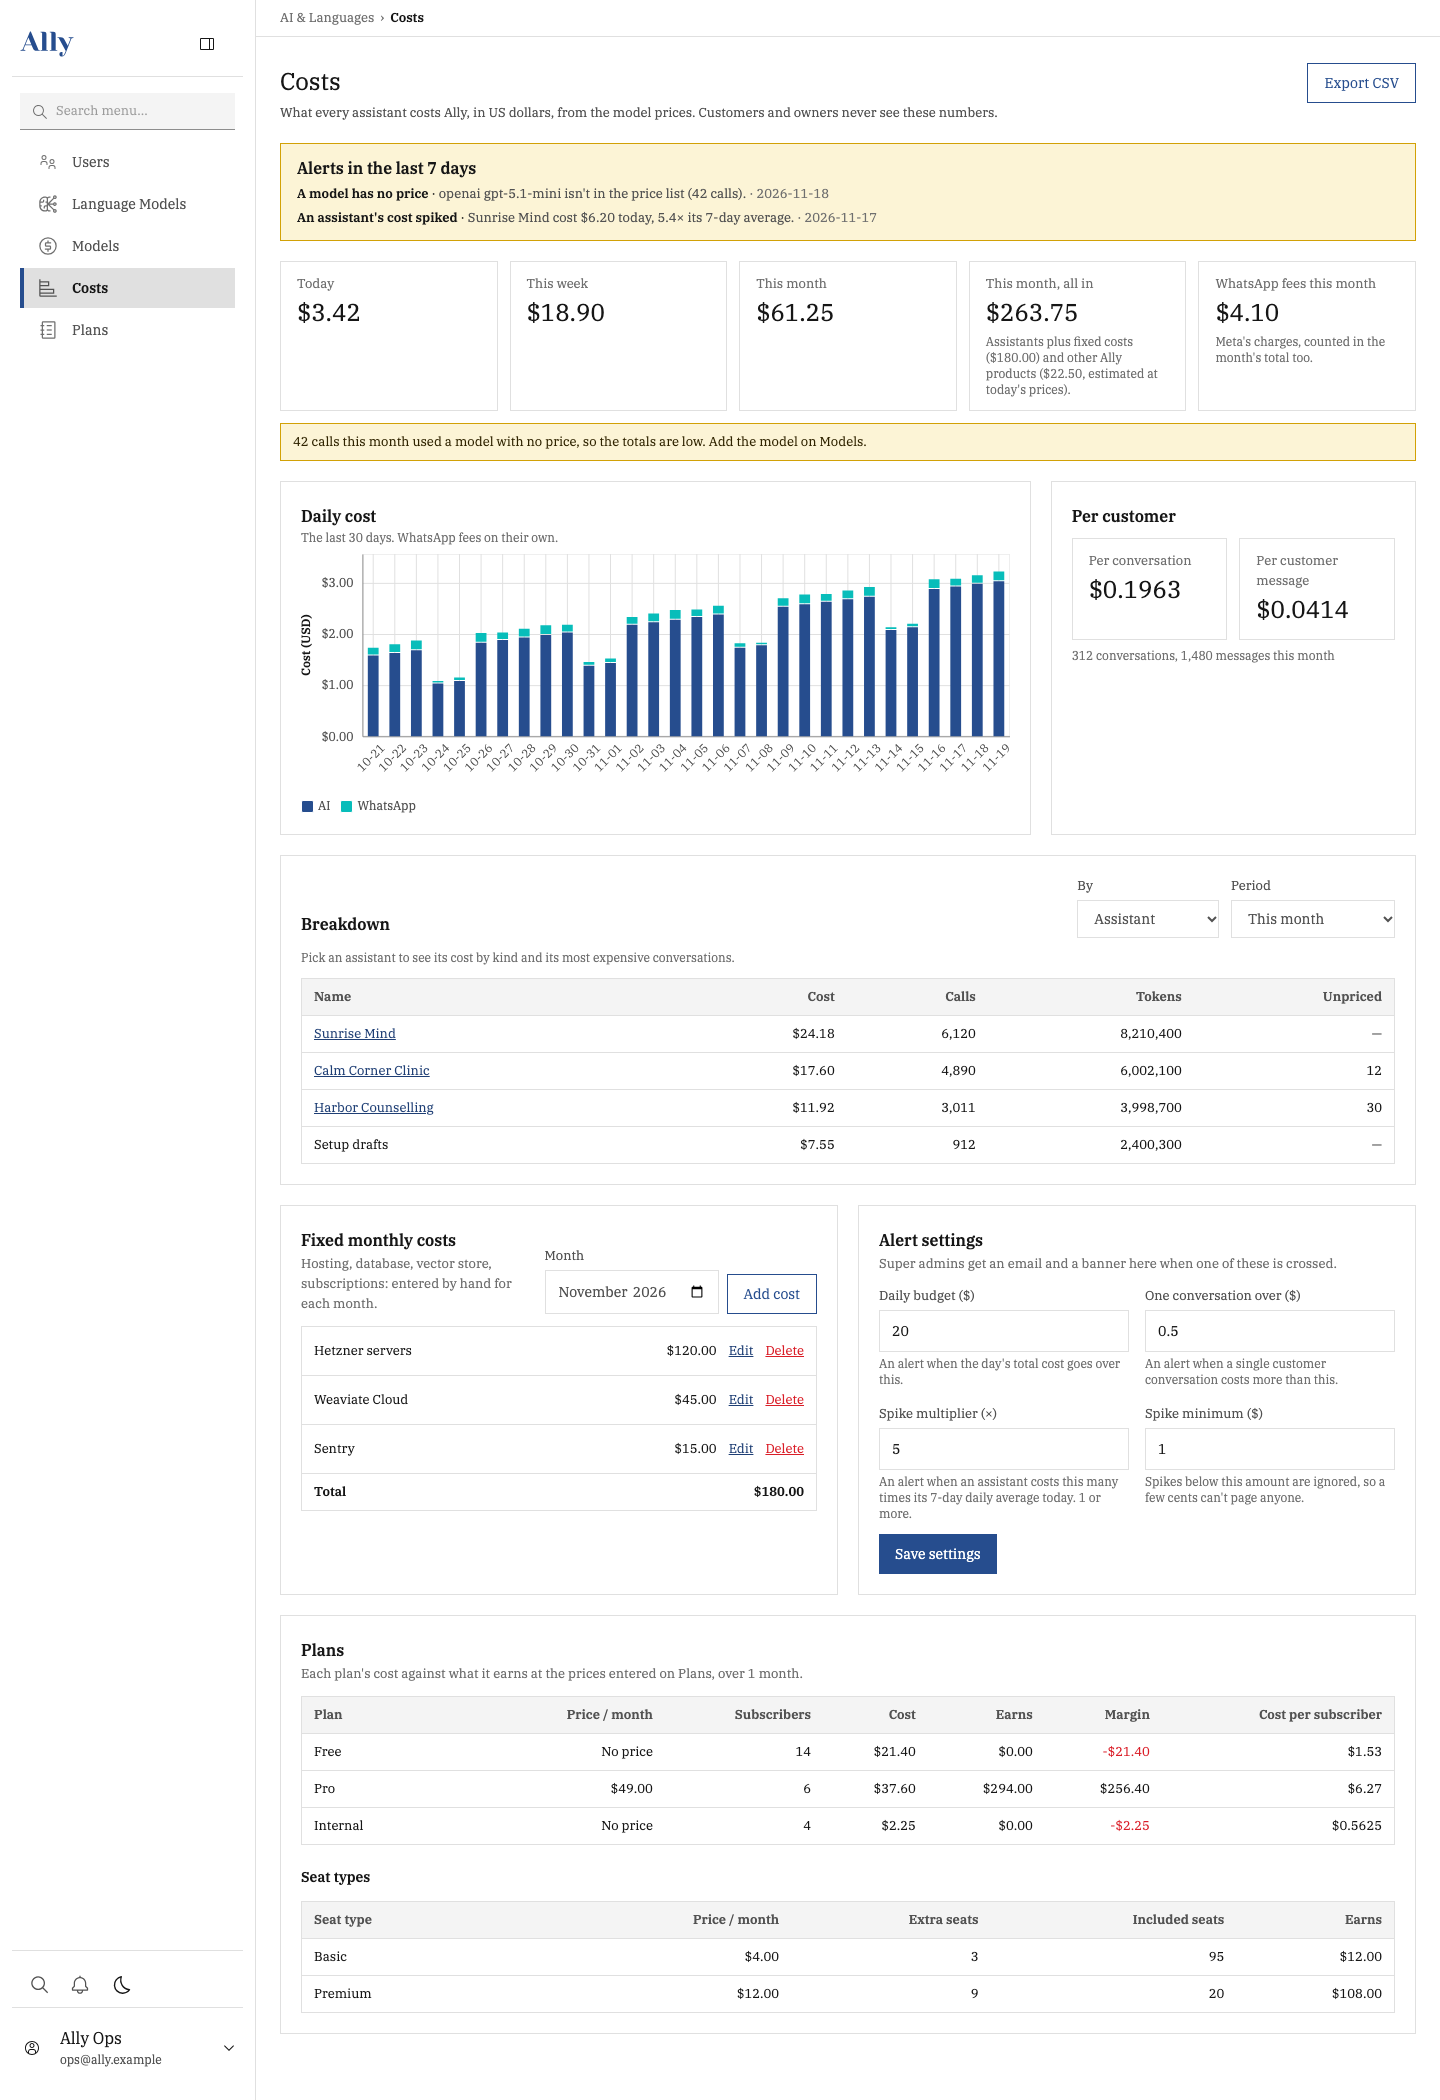 Ally
Search menu...
Users
Language Models
Models
Costs
Plans
AI & Languages › Costs
Costs
Export CSV
What every assistant costs Ally, in US dollars, from the model prices. Customers and owners never see these numbers.
Alerts in the last 7 days
A model has no price · openai gpt-5.1-mini isn't in the price list (42 calls). · 2026-11-18
An assistant's cost spiked · Sunrise Mind cost $6.20 today, 5.4× its 7-day average. · 2026-11-17
Today
$3.42
This week
$18.90
This month
$61.25
This month, all in
$263.75
Assistants plus fixed costs
($180.00) and other Ally
products ($22.50, estimated at
today's prices).
WhatsApp fees this month
$4.10
Meta's charges, counted in the
month's total too.
42 calls this month used a model with no price, so the totals are low. Add the model on Models.
Daily cost
The last 30 days. WhatsApp fees on their own.
Cost (USD)
$3.00
$2.00
$1.00
$0.00
10-21 10-22 10-23 10-24 10-25 10-26 10-27 10-28 10-29 10-30 10-31 11-01 11-02 11-03 11-04 11-05 11-06 11-07 11-08 11-09 11-10 11-11 11-12 11-13 11-14 11-15 11-16 11-17 11-18 11-19
AI WhatsApp
Per customer
Per conversation
$0.1963
Per customer
message
$0.0414
312 conversations, 1,480 messages this month
Breakdown
By
Assistant
Period
This month
Pick an assistant to see its cost by kind and its most expensive conversations.
Name Cost Calls Tokens Unpriced
Sunrise Mind $24.18 6,120 8,210,400 —
Calm Corner Clinic $17.60 4,890 6,002,100 12
Harbor Counselling $11.92 3,011 3,998,700 30
Setup drafts $7.55 912 2,400,300 —
Fixed monthly costs
Hosting, database, vector store,
subscriptions: entered by hand for
each month.
Month
November 2026
Add cost
Hetzner servers $120.00 Edit Delete
Weaviate Cloud $45.00 Edit Delete
Sentry $15.00 Edit Delete
Total $180.00
Alert settings
Super admins get an email and a banner here when one of these is crossed.
Daily budget ($)
20
An alert when the day's total cost goes over
this.
One conversation over ($)
0.5
An alert when a single customer
conversation costs more than this.
Spike multiplier (×)
5
An alert when an assistant costs this many
times its 7-day daily average today. 1 or
more.
Spike minimum ($)
1
Spikes below this amount are ignored, so a
few cents can't page anyone.
Save settings
Plans
Each plan's cost against what it earns at the prices entered on Plans, over 1 month.
Plan Price / month Subscribers Cost Earns Margin Cost per subscriber
Free No price 14 $21.40 $0.00 -$21.40 $1.53
Pro $49.00 6 $37.60 $294.00 $256.40 $6.27
Internal No price 4 $2.25 $0.00 -$2.25 $0.5625
Seat types
Seat type Price / month Extra seats Included seats Earns
Basic $4.00 3 95 $12.00
Premium $12.00 9 20 $108.00
Ally Ops
ops@ally.example